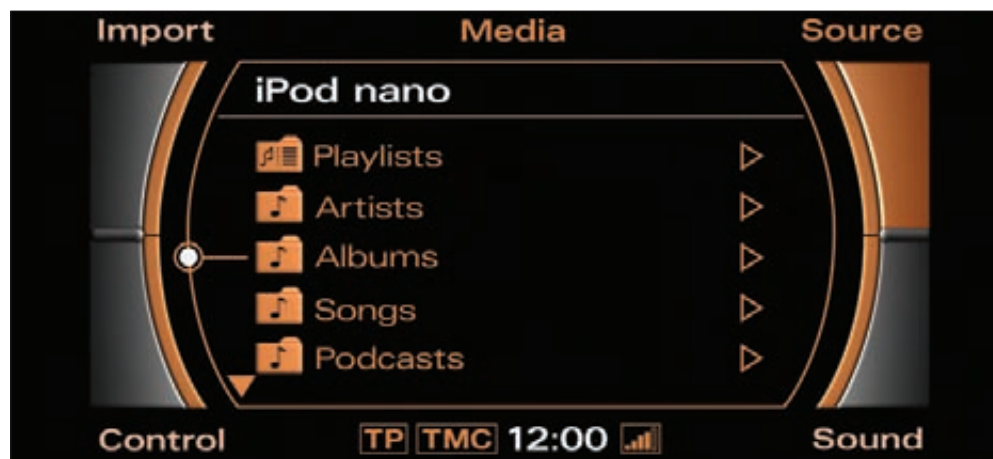 Import Media Source
iPod nano
Playlists
Artists
Albums
Songs
Podcasts
Control TP TMC 12:00 Sound